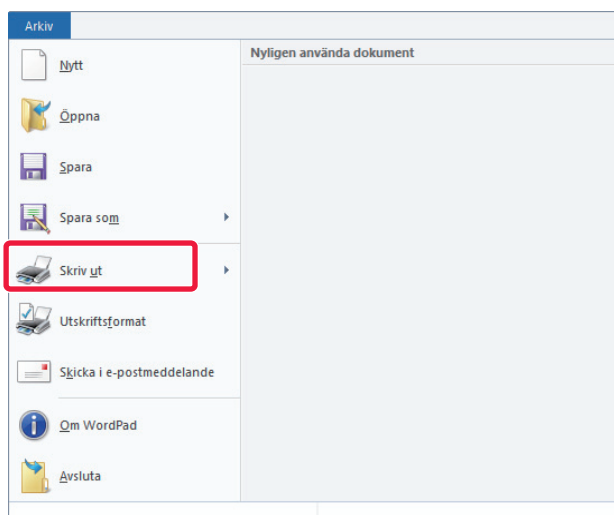 Arkiv
Nyligen använda dokument
Nytt
Öppna
Spara
Spara som
Skriv ut
Utskriftsformat
Skicka i e-postmeddelande
Om WordPad
Avsluta